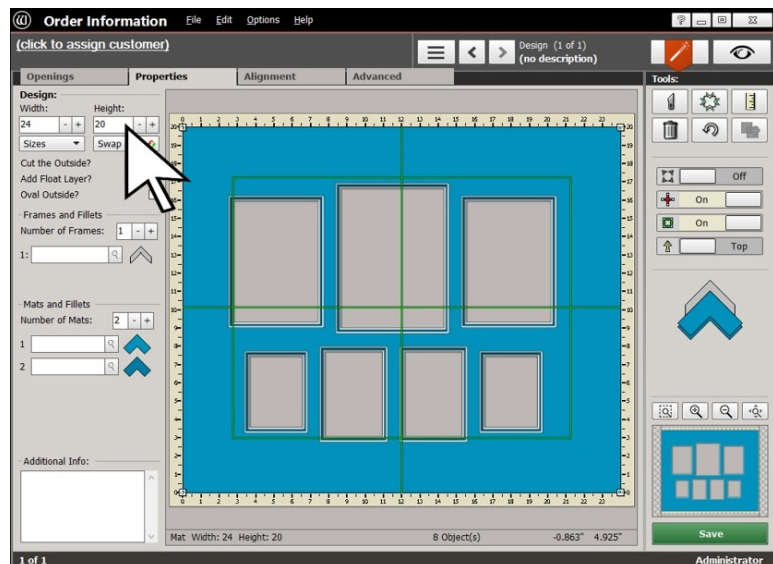 Order Information File Edit Options Help
(click to assign customer)
Design (1 of 1)
(no description)
Openings Properties Alignment Advanced
Tools:
Design:
Width: Height:
24 - + 20 - +
Sizes Swap
Cut the Outside?
Add Float Layer?
Oval Outside?
Frames and Fillets
Number of Frames: 1 - +
1:
Mats and Fillets
Number of Mats: 2 - +
1
2
Additional Info:
Off
On
On
Top
Mat Width: 24 Height: 20 8 Object(s) -0.863" 4.925"
Save
1 of 1 Administrator